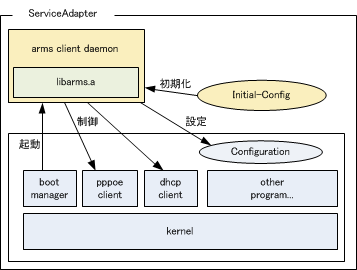 ServiceAdapter
arms client daemon
libarms.a
初期化
Initial-Config
制御
設定
起動
Configuration
boot
manager
pppoe
client
dhcp
client
other
program...
kernel